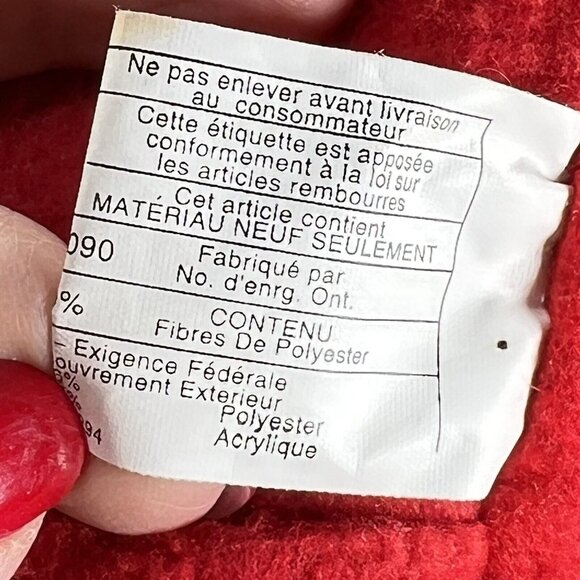 Ne pas enlever avant livraison
au consommateur
Cette étiquette est apposée
conformement à la loi sur
les articles rembourres
Cet article contient
MATÉRIAU NEUF SEULEMENT
090 Fabriqué par
No. d'enrg. Ont.
% CONTENU
Fibres De Polyester
– Exigence Fédérale
ouvrement Exterieur
% Polyester
% Acrylique
94